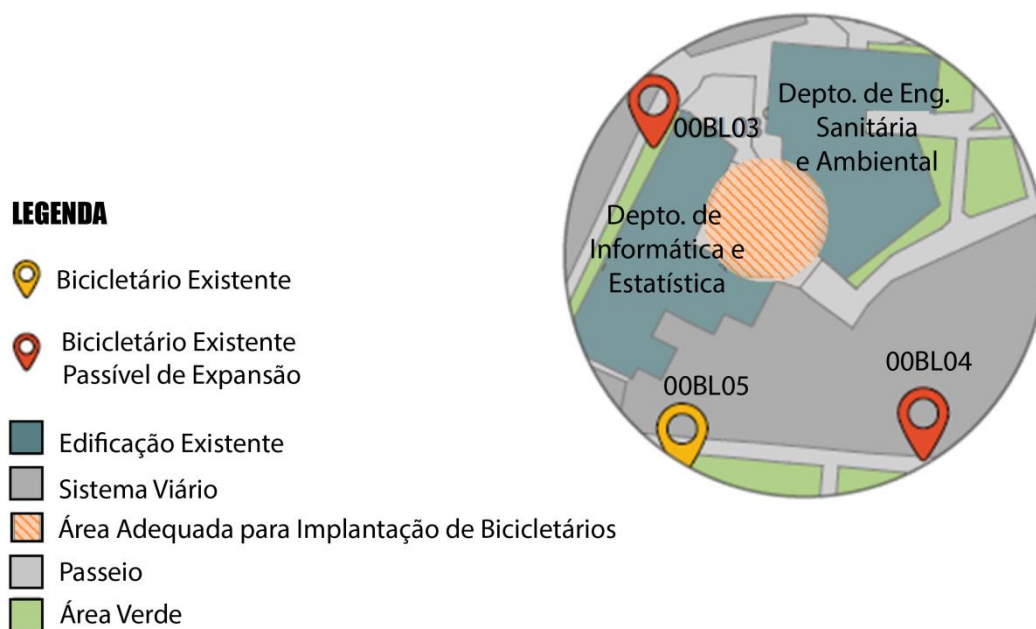 LEGENDA
Bicicletário Existente
Bicicletário Existente
Passível de Expansão
Edificação Existente
Sistema Viário
Área Adequada para Implantação de Bicicletários
Passeio
Área Verde
00BL03
Depto. de Eng.
Sanitária
e Ambiental
Depto. de
Informática e
Estatística
00BL05
00BL04